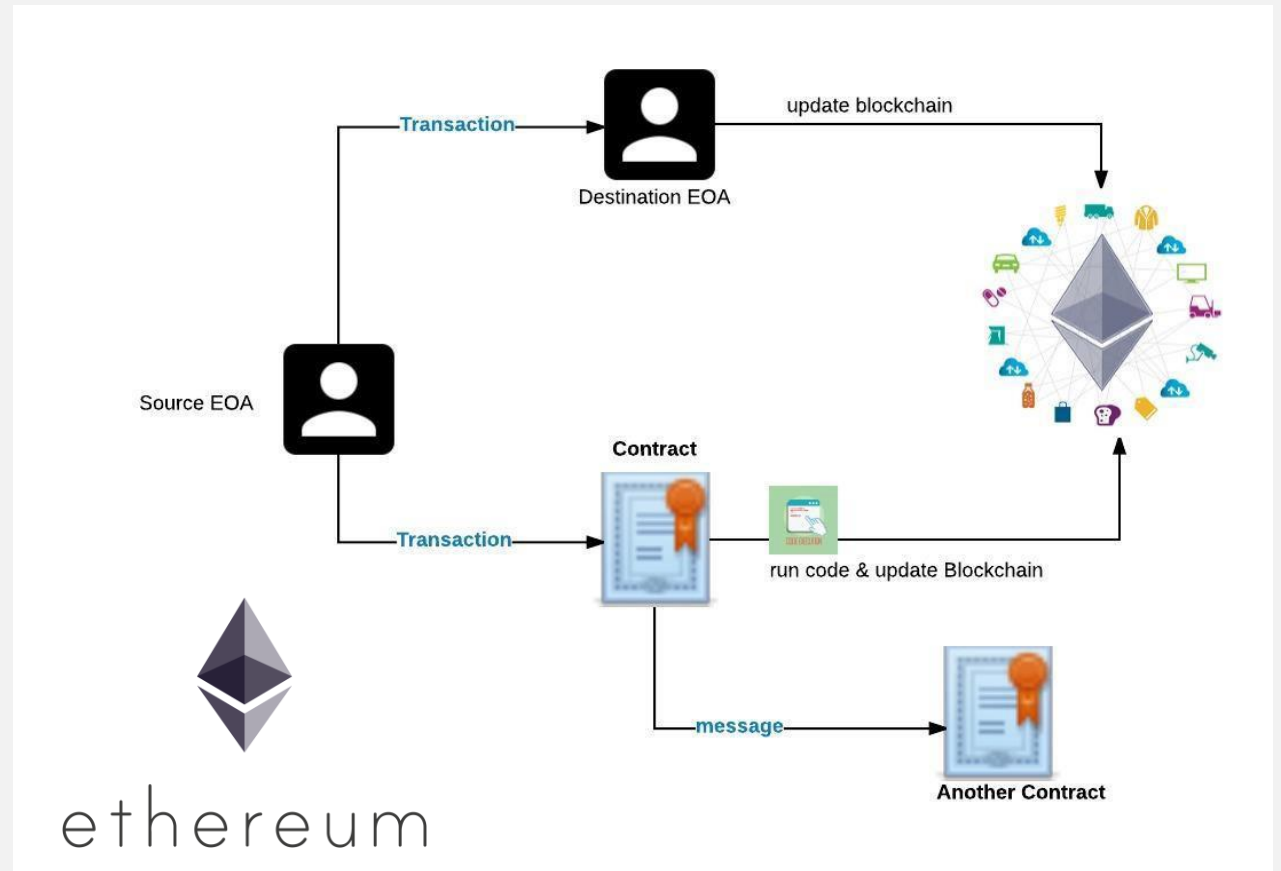 update blockchain
Transaction
Destination EOA
Source EOA
Contract
Transaction
run code & update Blockchain
message
Another Contract
ethereum